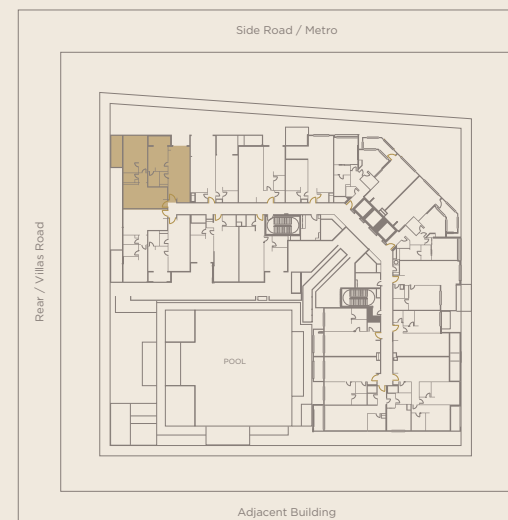 Side Road / Metro
Rear / Villas Road
POOL
Adjacent Building